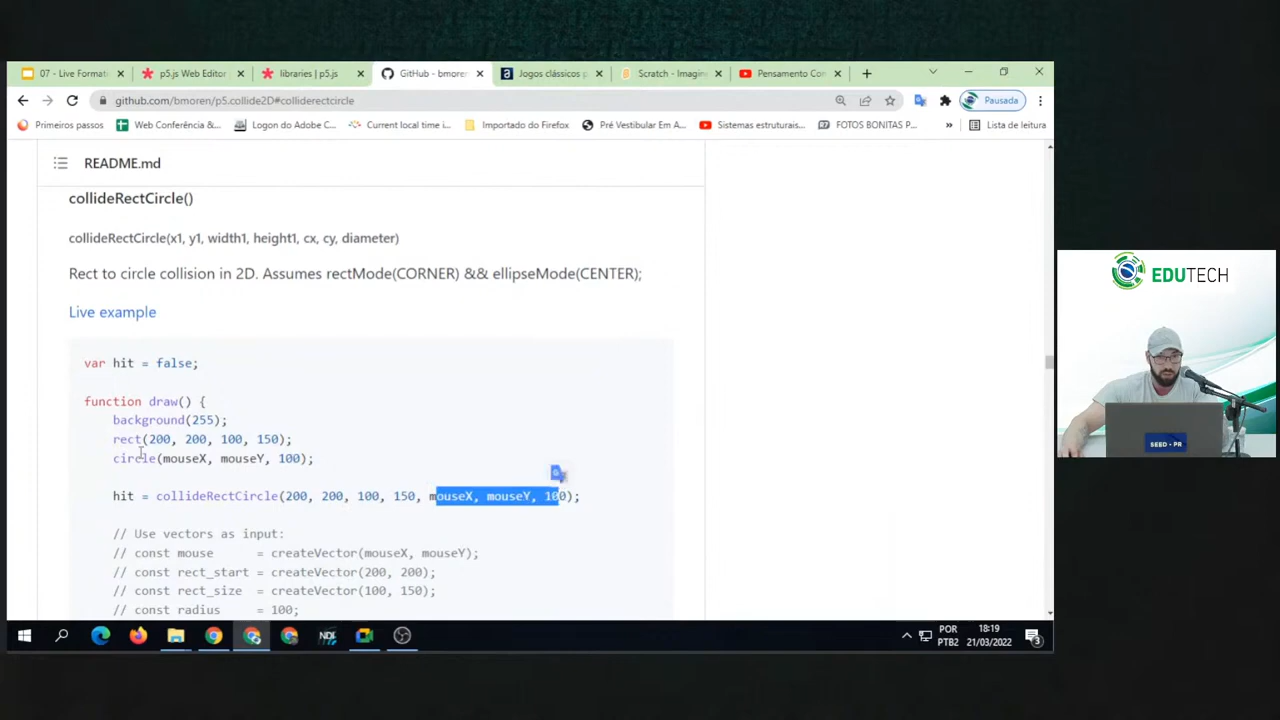 07 - Live Format
p5.js Web Editor
libraries | p5.js
GitHub - bmoren
Jogos clássicos p
Scratch - Imagine
Pensamento Con
github.com/bmoren/p5.collide2D#colliderectcircle
Pausada
Primeiros passos
Web Conferência &...
Logon do Adobe C...
Current local time i...
Importado do Firefox
Pré Vestibular Em A...
Sistemas estruturais...
FOTOS BONITAS P...
»
Lista de leitura
README.md
collideRectCircle()
collideRectCircle(x1, y1, width1, height1, cx, cy, diameter)
Rect to circle collision in 2D. Assumes rectMode(CORNER) && ellipseMode(CENTER);
Live example
var hit = false;
function draw() {
background(255);
rect(200, 200, 100, 150);
circle(mouseX, mouseY, 100);
hit = collideRectCircle(200, 200, 100, 150, mouseX, mouseY, 100);
// Use vectors as input:
// const mouse = createVector(mouseX, mouseY);
// const rect_start = createVector(200, 200);
// const rect_size = createVector(100, 150);
// const radius = 100;
NDI
POR
PTB2
18:19
21/03/2022
3
EDUTECH
SEED - PR